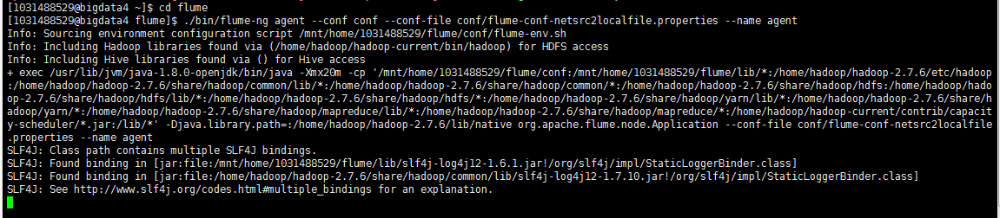 [1031488529@bigdata4 ~]$ cd flume
[1031488529@bigdata4 flume]$ ./bin/flume-ng agent --conf conf --conf-file conf/flume-conf-netsrc2localfile.properties --name agent
Info: Sourcing environment configuration script /mnt/home/1031488529/flume/conf/flume-env.sh
Info: Including Hadoop libraries found via (/home/hadoop/hadoop-current/bin/hadoop) for HDFS access
Info: Including Hive libraries found via () for Hive access
+ exec /usr/lib/jvm/java-1.8.0-openjdk/bin/java -Xmx20m -cp '/mnt/home/1031488529/flume/conf:/mnt/home/1031488529/flume/lib/*:/home/hadoop/hadoop-2.7.6/etc/hadoop
:/home/hadoop/hadoop-2.7.6/share/hadoop/common/lib/*:/home/hadoop/hadoop-2.7.6/share/hadoop/common/*:/home/hadoop/hadoop-2.7.6/share/hadoop/hdfs:/home/hadoop/hado
op-2.7.6/share/hadoop/hdfs/lib/*:/home/hadoop/hadoop-2.7.6/share/hadoop/hdfs/*:/home/hadoop/hadoop-2.7.6/share/hadoop/yarn/lib/*:/home/hadoop/hadoop-2.7.6/share/h
adoop/yarn/*:/home/hadoop/hadoop-2.7.6/share/hadoop/mapreduce/lib/*:/home/hadoop/hadoop-2.7.6/share/hadoop/mapreduce/*:/home/hadoop/hadoop-current/contrib/capacit
y-scheduler/*.jar:/lib/*' -Djava.library.path=:/home/hadoop/hadoop-2.7.6/lib/native org.apache.flume.node.Application --conf-file conf/flume-conf-netsrc2localfile
.properties --name agent
SLF4J: Class path contains multiple SLF4J bindings.
SLF4J: Found binding in [jar:file:/mnt/home/1031488529/flume/lib/slf4j-log4j12-1.6.1.jar!/org/slf4j/impl/StaticLoggerBinder.class]
SLF4J: Found binding in [jar:file:/home/hadoop/hadoop-2.7.6/share/hadoop/common/lib/slf4j-log4j12-1.7.10.jar!/org/slf4j/impl/StaticLoggerBinder.class]
SLF4J: See http://www.slf4j.org/codes.html#multiple_bindings for an explanation.